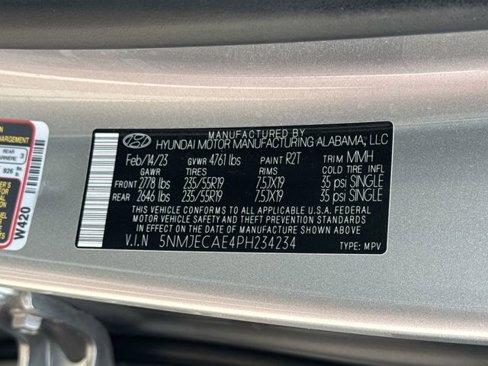 MANUFACTURED BY
HYUNDAI MOTOR MANUFACTURING ALABAMA, LLC
Feb/14/23 GVWR 4761 lbs PAINT R2T TRIM MMH
GAWR TIRES RIMS COLD TIRE INFL
FRONT 2778 lbs 235/55R19 7.5JX19 35 psi SINGLE
REAR 2646 lbs 235/55R19 7.5JX19 35 psi SINGLE
THIS VEHICLE CONFORMS TO ALL APPLICABLE U.S.A. FEDERAL
MOTOR VEHICLE SAFETY STANDARDS IN EFFECT ON THE DATE OF
MANUFACTURE SHOWN ABOVE.
V.I.N 5NMJECAE4PH234234 TYPE: MPV
REAR
3
926
W420